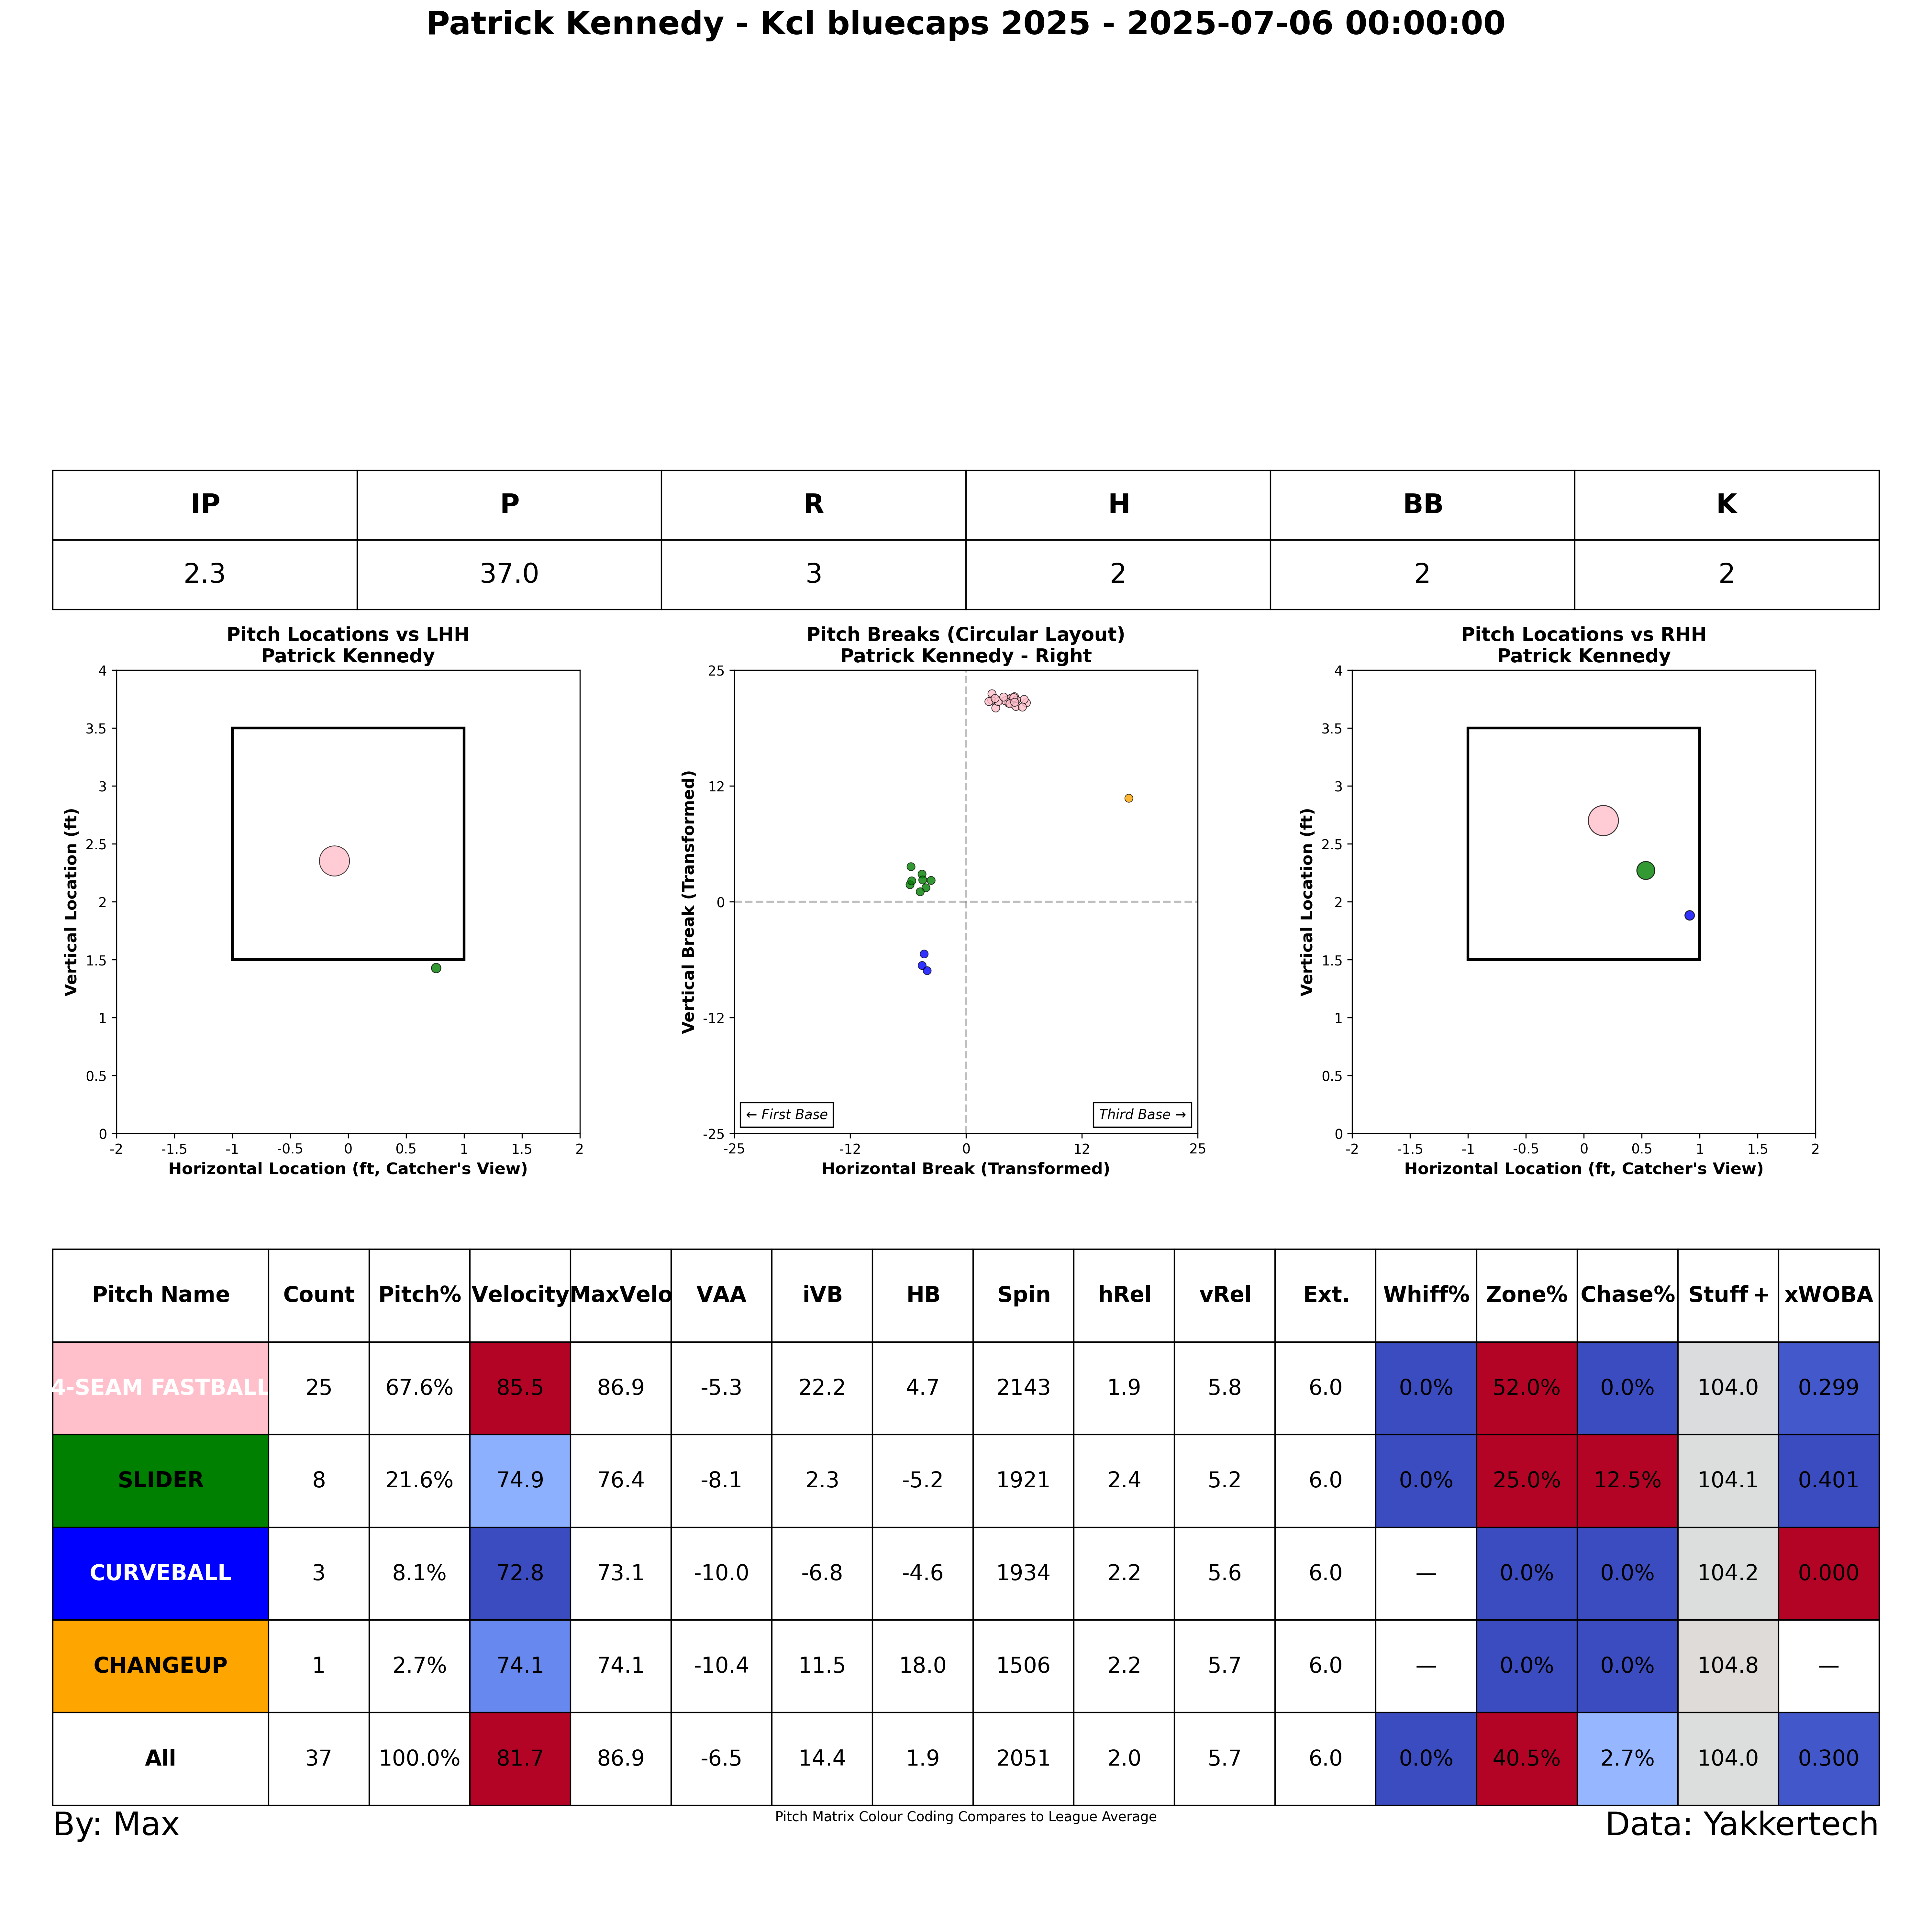 Patrick Kennedy - Kcl bluecaps 2025 - 2025-07-06 00:00:00
IP P R H BB K
2.3 37.0 3 2 2 2
Pitch Locations vs LHH
Patrick Kennedy
4
3.5
3
2.5
2
1.5
1
0.5
0
-2 -1.5 -1 -0.5 0 0.5 1 1.5 2
Vertical Location (ft)
Horizontal Location (ft, Catcher's View)
Pitch Breaks (Circular Layout)
Patrick Kennedy - Right
25
12
0
-12
-25
-25 -12 0 12 25
Vertical Break (Transformed)
← First Base
Third Base →
Horizontal Break (Transformed)
Pitch Locations vs RHH
Patrick Kennedy
4
3.5
3
2.5
2
1.5
1
0.5
0
-2 -1.5 -1 -0.5 0 0.5 1 1.5 2
Vertical Location (ft)
Horizontal Location (ft, Catcher's View)
Pitch Name Count Pitch% Velocity MaxVelo VAA iVB HB Spin hRel vRel Ext. Whiff% Zone% Chase% Stuff+ xWOBA
4-SEAM FASTBALL 25 67.6% 85.5 86.9 -5.3 22.2 4.7 2143 1.9 5.8 6.0 0.0% 52.0% 0.0% 104.0 0.299
SLIDER 8 21.6% 74.9 76.4 -8.1 2.3 -5.2 1921 2.4 5.2 6.0 0.0% 25.0% 12.5% 104.1 0.401
CURVEBALL 3 8.1% 72.8 73.1 -10.0 -6.8 -4.6 1934 2.2 5.6 6.0 — 0.0% 0.0% 104.2 0.000
CHANGEUP 1 2.7% 74.1 74.1 -10.4 11.5 18.0 1506 2.2 5.7 6.0 — 0.0% 0.0% 104.8 —
All 37 100.0% 81.7 86.9 -6.5 14.4 1.9 2051 2.0 5.7 6.0 0.0% 40.5% 2.7% 104.0 0.300
By: Max
Pitch Matrix Colour Coding Compares to League Average
Data: Yakkertech